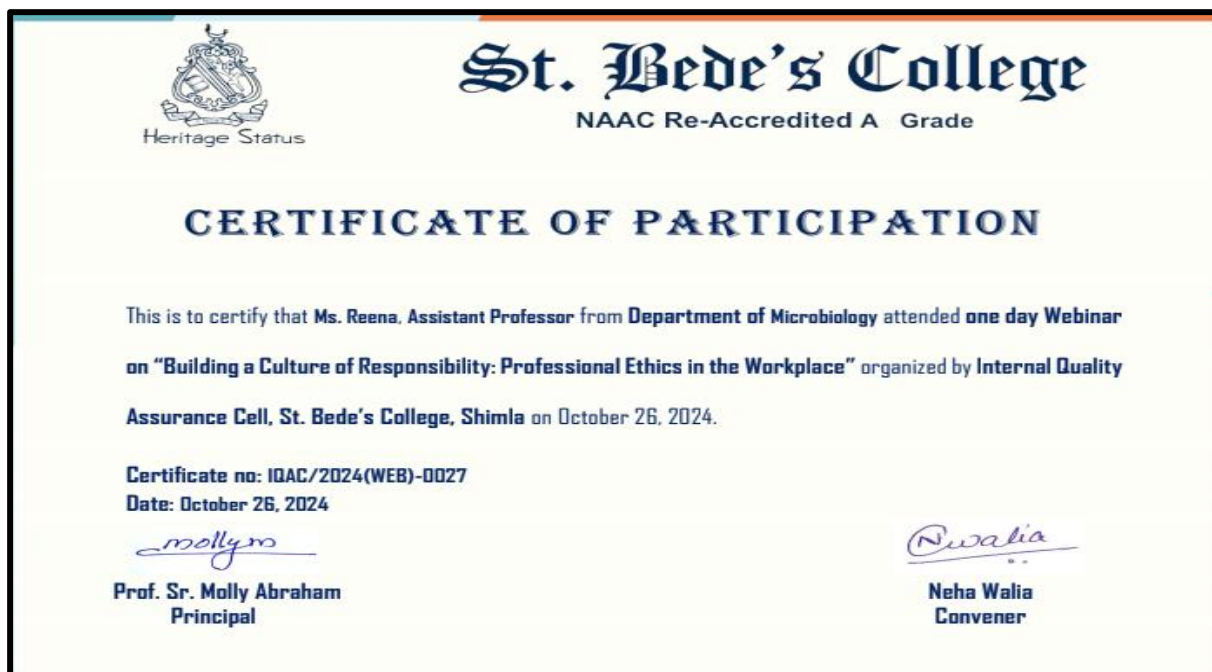 St. Bede's College
NAAC Re-Accredited A Grade
Heritage Status
CERTIFICATE OF PARTICIPATION
This is to certify that Ms. Reena, Assistant Professor from Department of Microbiology attended one day Webinar
on “Building a Culture of Responsibility: Professional Ethics in the Workplace” organized by Internal Quality
Assurance Cell, St. Bede's College, Shimla on October 26, 2024.
Certificate no: IQAC/2024(WEB)-0027
Date: October 26, 2024
mollym
Nwalia
Prof. Sr. Molly Abraham
Neha Walia
Principal
Convener